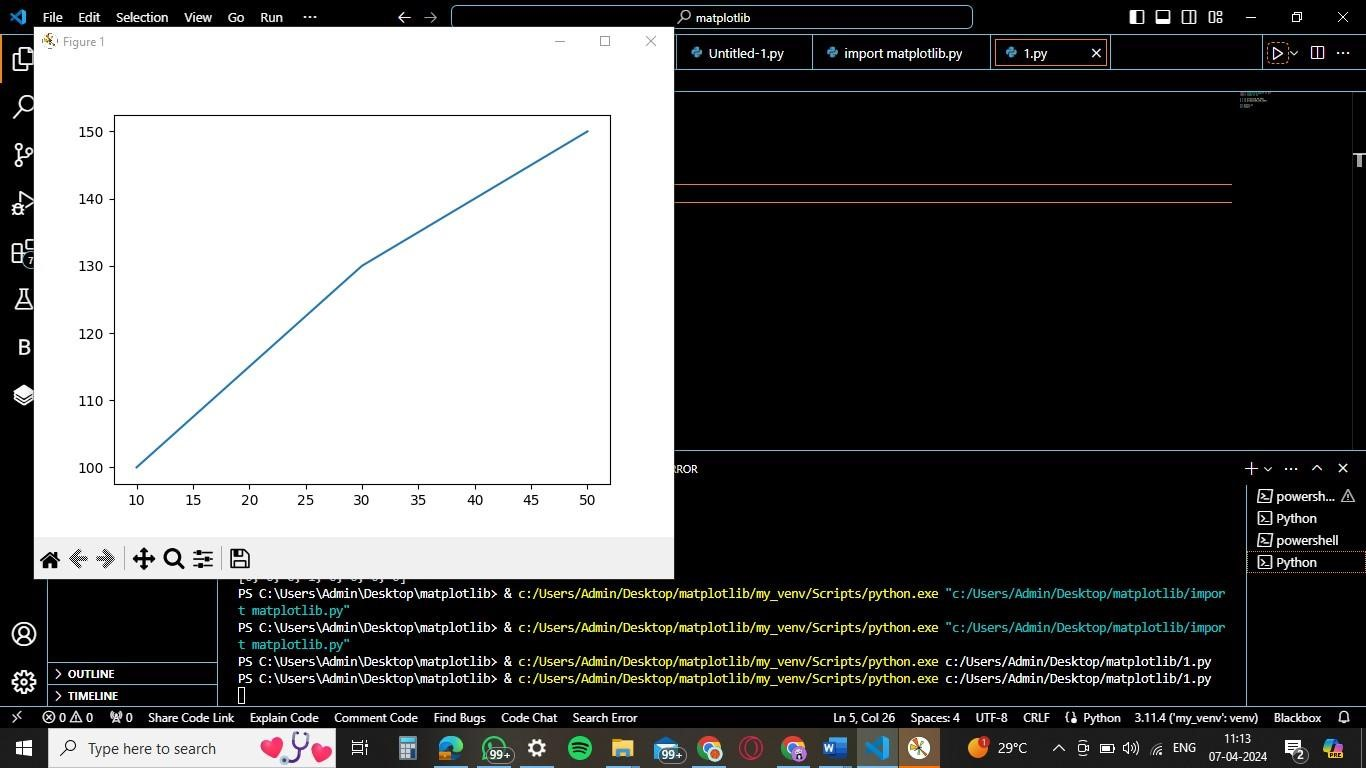 File Edit Selection View Go Run ··· matplotlib
Figure 1
Untitled-1.py import matplotlib.py 1.py
150
140
130
120
110
100
10 15 20 25 30 35 40 45 50
7
B
powersh...
Python
powershell
Python
PS C:\Users\Admin\Desktop\matplotlib> & c:/Users/Admin/Desktop/matplotlib/my_venv/Scripts/python.exe "c:/Users/Admin/Desktop/matplotlib/impor
t matplotlib.py"
PS C:\Users\Admin\Desktop\matplotlib> & c:/Users/Admin/Desktop/matplotlib/my_venv/Scripts/python.exe "c:/Users/Admin/Desktop/matplotlib/impor
t matplotlib.py"
PS C:\Users\Admin\Desktop\matplotlib> & c:/Users/Admin/Desktop/matplotlib/my_venv/Scripts/python.exe c:/Users/Admin/Desktop/matplotlib/1.py
PS C:\Users\Admin\Desktop\matplotlib> & c:/Users/Admin/Desktop/matplotlib/my_venv/Scripts/python.exe c:/Users/Admin/Desktop/matplotlib/1.py
OUTLINE
TIMELINE
0 0 0 Share Code Link Explain Code Comment Code Find Bugs Code Chat Search Error Ln 5, Col 26 Spaces: 4 UTF-8 CRLF Python 3.11.4 ('my_venv': venv) Blackbox
Type here to search 99+ 99+ 1 29°C ENG 11:13
07-04-2024 2 PRE